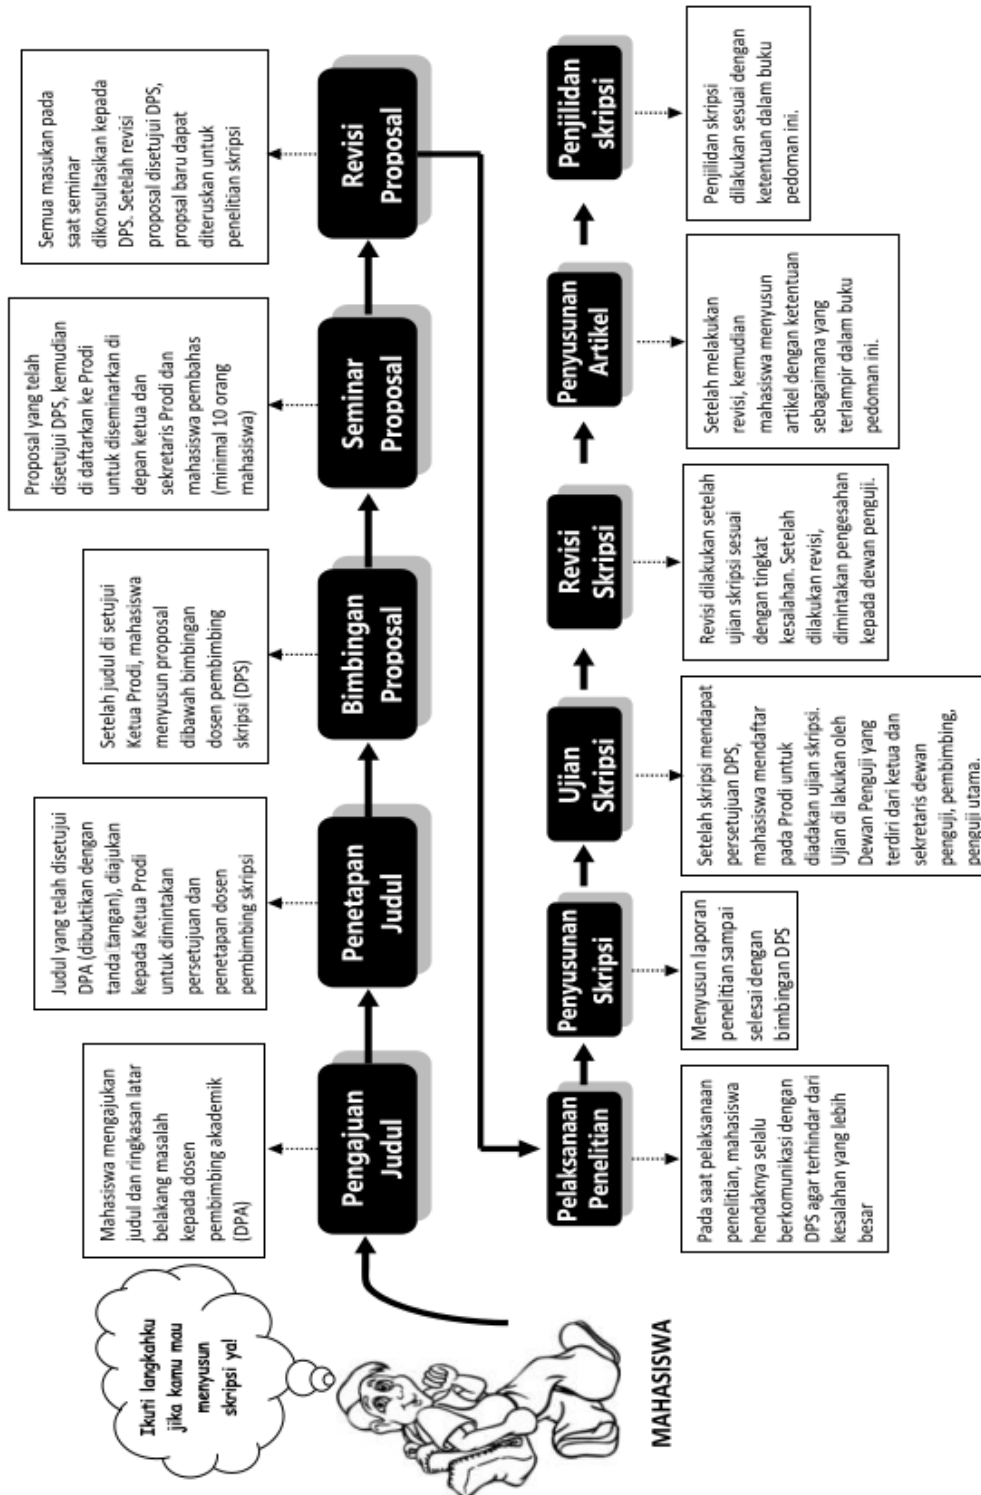 Ikuti langkahku
jika kamu mau
menyusun
skripsi ya!
MAHASISWA
Pengajuan
Judul
Mahasiswa mengajukan
judul dan ringkasan latar
belakang masalah
kepada dosen
pembimbing akademik
(DPA)
Penetapan
Judul
Judul yang telah disetujui
DPA (dibuktikan dengan
tanda tangan), diajukan
kepada Ketua Prodi
untuk dimintakan
persetujuan dan
penetapan dosen
pembimbing skripsi
Bimbingan
Proposal
Setelah judul di setujui
Ketua Prodi, mahasiswa
menyusun proposal
dibawah bimbingan
dosen pembimbing
skripsi (DPS)
Seminar
Proposal
Proposal yang telah
disetujui DPS, kemudian
di daftarkan ke Prodi
untuk diseminarkan di
depan ketua dan
sekretaris Prodi dan
mahasiswa pembahas
(minimal 10 orang
mahasiswa)
Revisi
Proposal
Semua masukan pada
saat seminar
dikonsultasikan kepada
DPS. Setelah revisi
proposal disetujui DPS,
propsal baru dapat
diteruskan untuk
penelitian skripsi
Pelaksanaan
Penelitian
Pada saat pelaksanaan
penelitian, mahasiswa
hendaknya selalu
berkomunikasi dengan
DPS agar terhindar dari
kesalahan yang lebih
besar
Penyusunan
Skripsi
Menyusun laporan
penelitian sampai
selesai dengan
bimbingan DPS
Ujian
Skripsi
Setelah skripsi mendapat
persetujuan DPS,
mahasiswa mendaftar
pada Prodi untuk
diadakan ujian skripsi.
Ujian di lakukan oleh
Dewan Penguji yang
terdiri dari ketua dan
sekretaris dewan
penguji, pembimbing,
penguji utama.
Revisi
Skripsi
Revisi dilakukan setelah
ujian skripsi sesuai
dengan tingkat
kesalahan. Setelah
dilakukan revisi,
dimintakan pengesahan
kepada dewan penguji.
Penyusunan
Artikel
Setelah melakukan
revisi, kemudian
mahasiswa menyusun
artikel dengan ketentuan
sebagaimana yang
terlampir dalam buku
pedoman ini.
Penjilidan
skripsi
Penjilidan skripsi
dilakukan sesuai dengan
ketentuan dalam buku
pedoman ini.